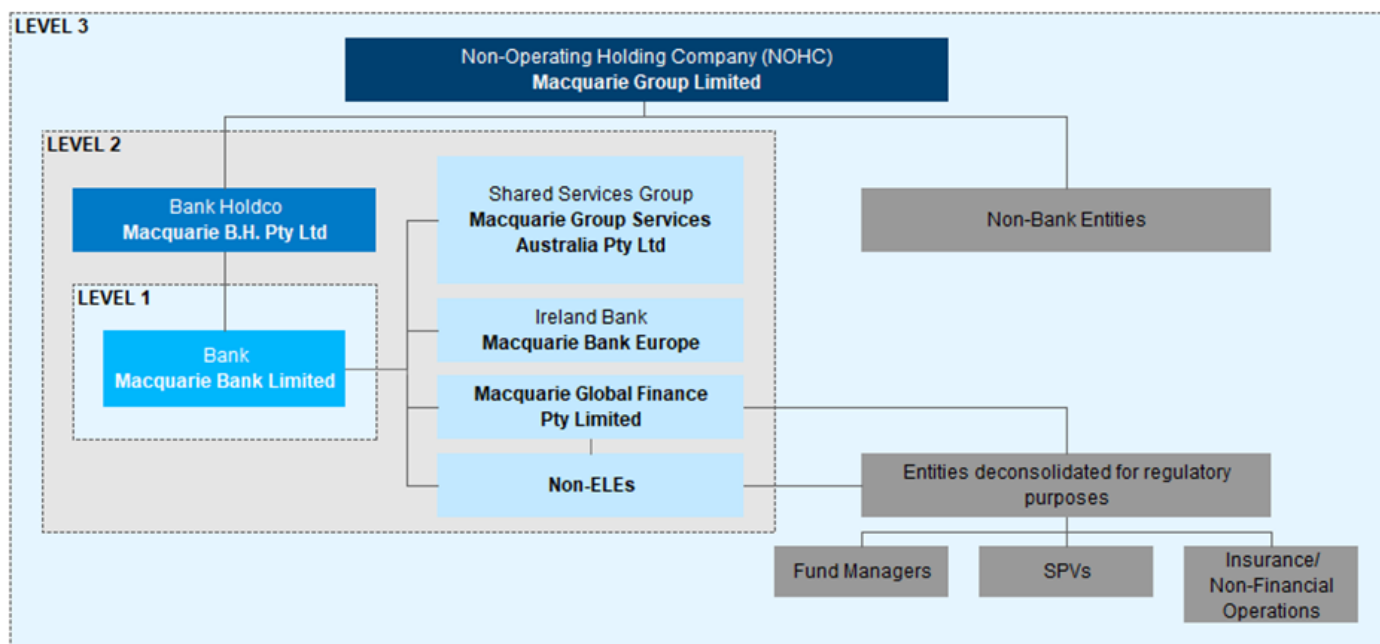 LEVEL 3
Non-Operating Holding Company (NOHC)
Macquarie Group Limited
LEVEL 2
Bank Holdco
Macquarie B.H. Pty Ltd
Shared Services Group
Macquarie Group Services
Australia Pty Ltd
Non-Bank Entities
LEVEL 1
Bank
Macquarie Bank Limited
Ireland Bank
Macquarie Bank Europe
Macquarie Global Finance
Pty Limited
Non-ELEs
Entities deconsolidated for regulatory
purposes
Fund Managers
SPVs
Insurance/
Non-Financial
Operations